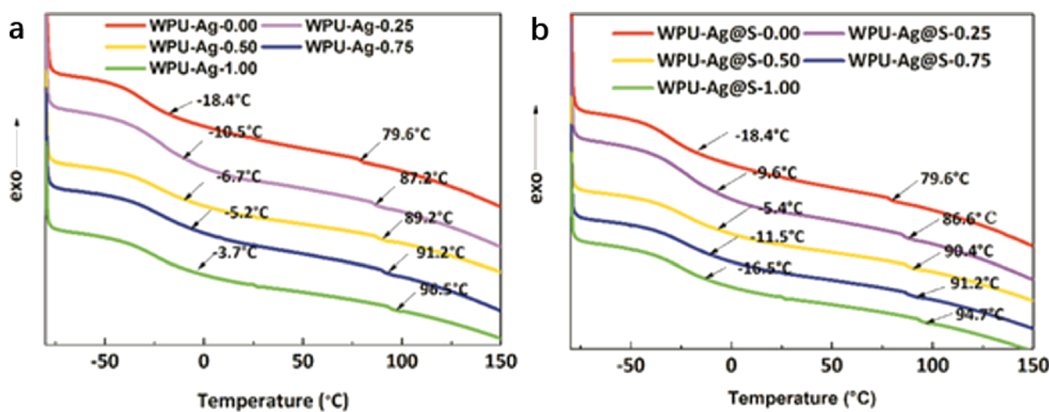 a
WPU-Ag-0.00 WPU-Ag-0.25
WPU-Ag-0.50 WPU-Ag-0.75
WPU-Ag-1.00
-18.4°C
79.6°C
-10.5°C
87.2°C
-6.7°C
89.2°C
-5.2°C
91.2°C
-3.7°C
96.5°C
exo
-50 0 50 100 150
Temperature (°C)
b
WPU-Ag@S-0.00 WPU-Ag@S-0.25
WPU-Ag@S-0.50 WPU-Ag@S-0.75
WPU-Ag@S-1.00
-18.4°C
79.6°C
-9.6°C
86.6°C
-5.4°C
90.4°C
-11.5°C
91.2°C
-16.5°C
94.7°C
exo
-50 0 50 100 150
Temperature (°C)